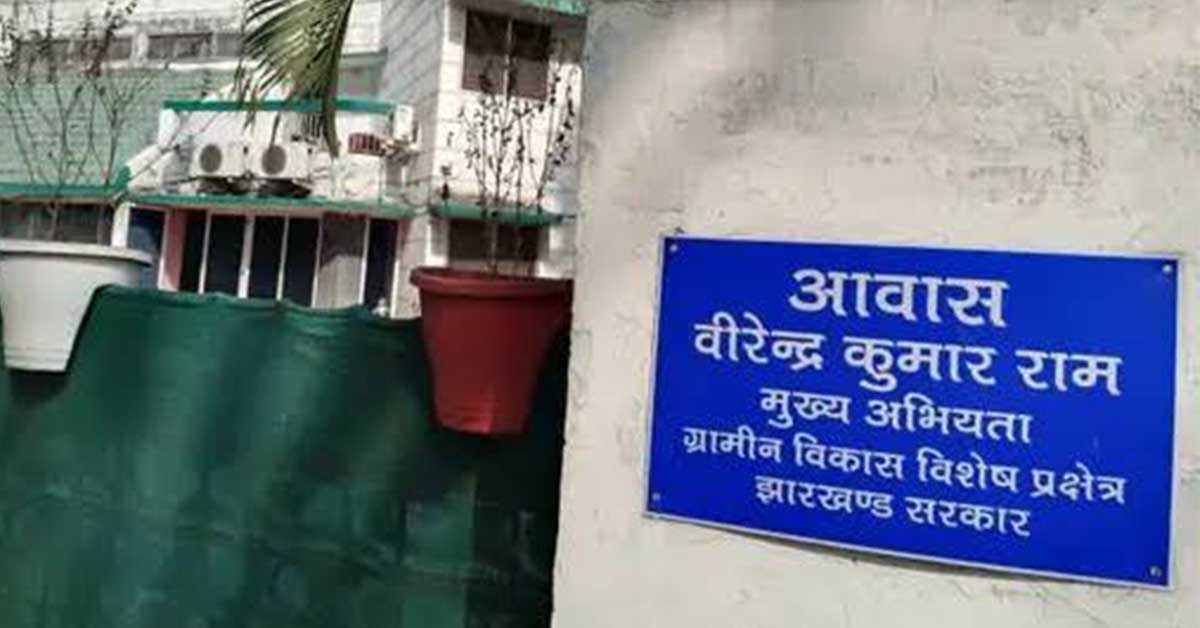 आवास
वीरेन्द्र कुमार राम
मुख्य अभियता
ग्रामीन विकास विशेष प्रक्षेत्र
झारखण्ड सरकार